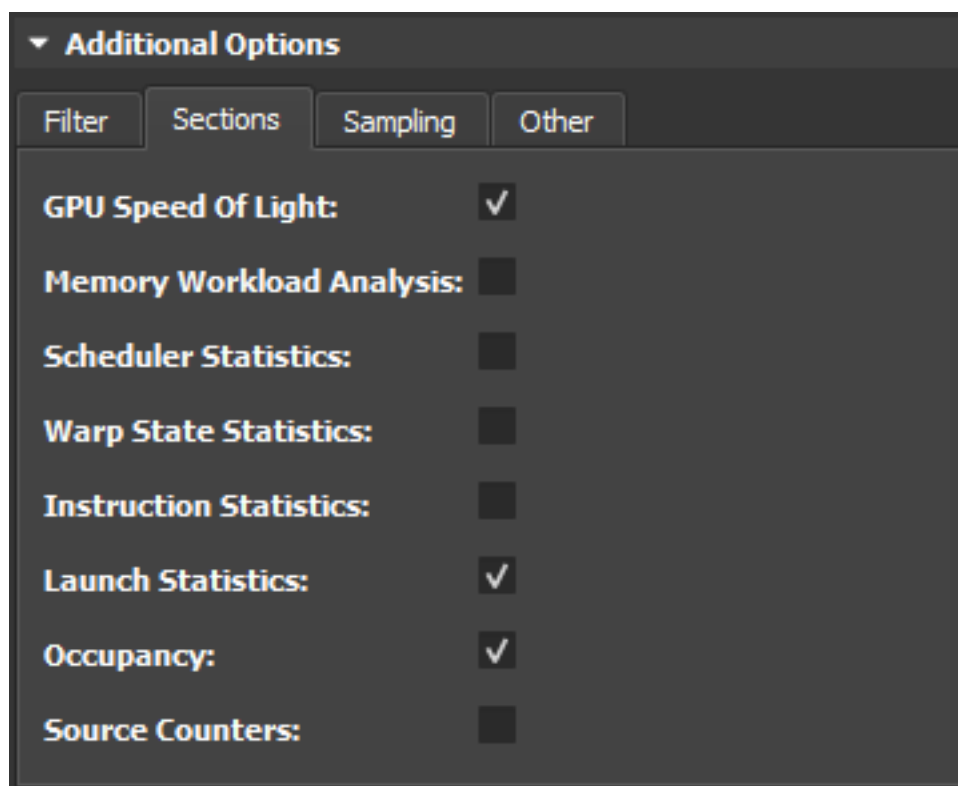 Additional Options
Filter Sections Sampling Other
GPU Speed Of Light:
Memory Workload Analysis:
Scheduler Statistics:
Warp State Statistics:
Instruction Statistics:
Launch Statistics:
Occupancy:
Source Counters: